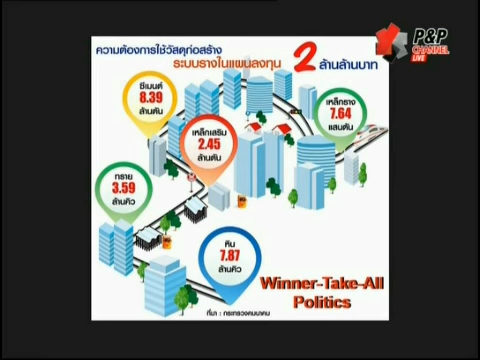 P&P
CHANNEL
LIVE
ความต้องการใช้วัสดุก่อสร้าง
ระบบรางในแผนลงทุน 2 ล้านล้านบาท
ซีเมนต์
8.39
ล้านตัน
เหล็กเสริม
2.45
ล้านตัน
เหล็กราง
7.64
แสนตัน
ทราย
3.59
ล้านคิว
หิน
7.87
ล้านคิว
Winner-Take-All
Politics
ที่มา : กระทรวงคมนาคม